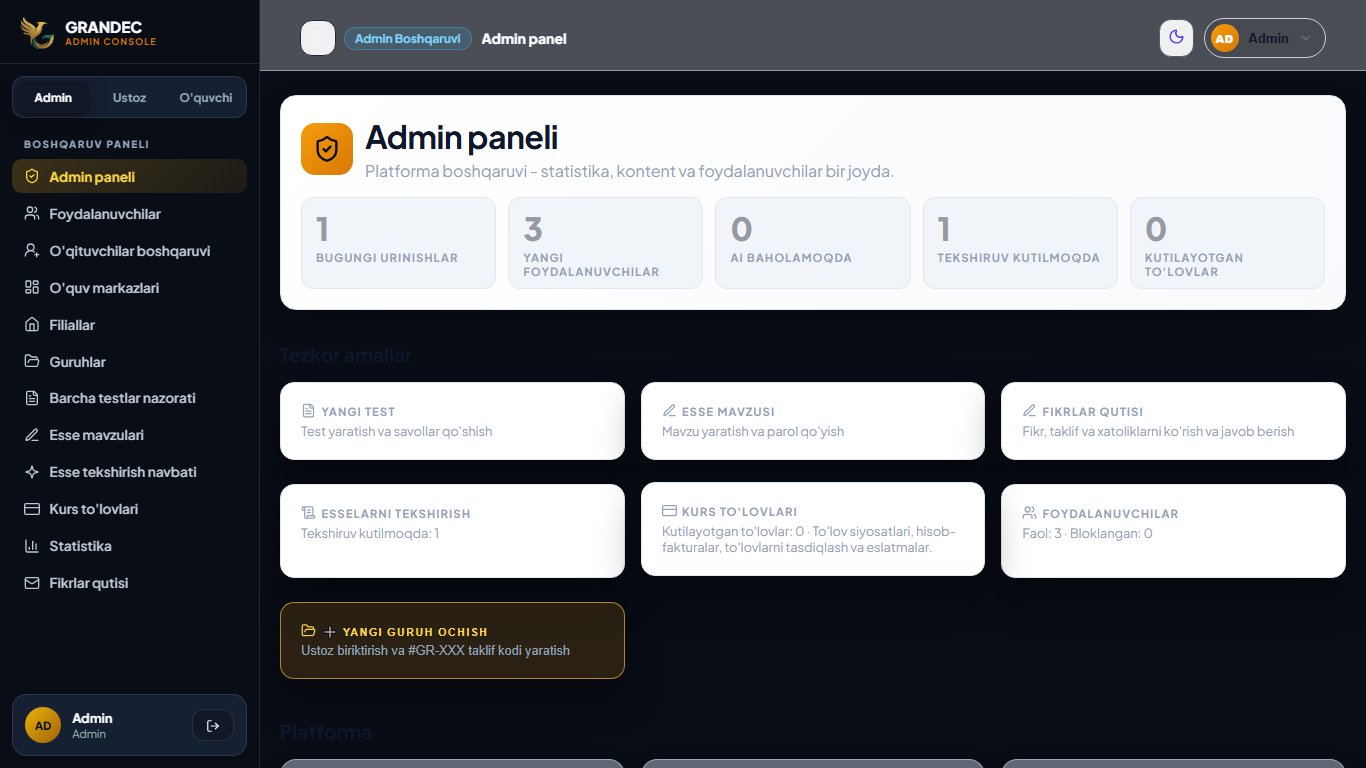 GRANDEC
ADMIN CONSOLE
Admin Ustoz O'quvchi
BOSHQARUV PANELI
Admin paneli
Foydalanuvchilar
O'qituvchilar boshqaruvi
O'quv markazlari
Filiallar
Guruhlar
Barcha testlar nazorati
Esse mavzulari
Esse tekshirish navbati
Kurs to'lovlari
Statistika
Fikrlar qutisi
AD
Admin
Admin
Admin Boshqaruvi Admin panel
AD Admin
Admin paneli
Platforma boshqaruvi - statistika, kontent va foydalanuvchilar bir joyda.
1
BUGUNGI URINISHLAR
3
YANGI
FOYDALANUVCHILAR
0
AI BAHOLAMOQDA
1
TEKSHIRUV KUTILMOQDA
0
KUTILAYOTGAN
TO'LOVLAR
Tezkor amallar
YANGI TEST
Test yaratish va savollar qo'shish
ESSE MAVZUSI
Mavzu yaratish va parol qo'yish
FIKRLAR QUTISI
Fikr, taklif va xatoliklarni ko'rish va javob berish
ESSELARNI TEKSHIRISH
Tekshiruv kutilmoqda: 1
KURS TO'LOVLARI
Kutilayotgan to'lovlar: 0 · To'lov siyosatlari, hisob-
fakturalar, to'lovlarni tasdiqlash va eslatmalar.
FOYDALANUVCHILAR
Faol: 3 · Bloklangan: 0
+ YANGI GURUH OCHISH
Ustoz biriktirish va #GR-XXX taklif kodi yaratish
Platforma